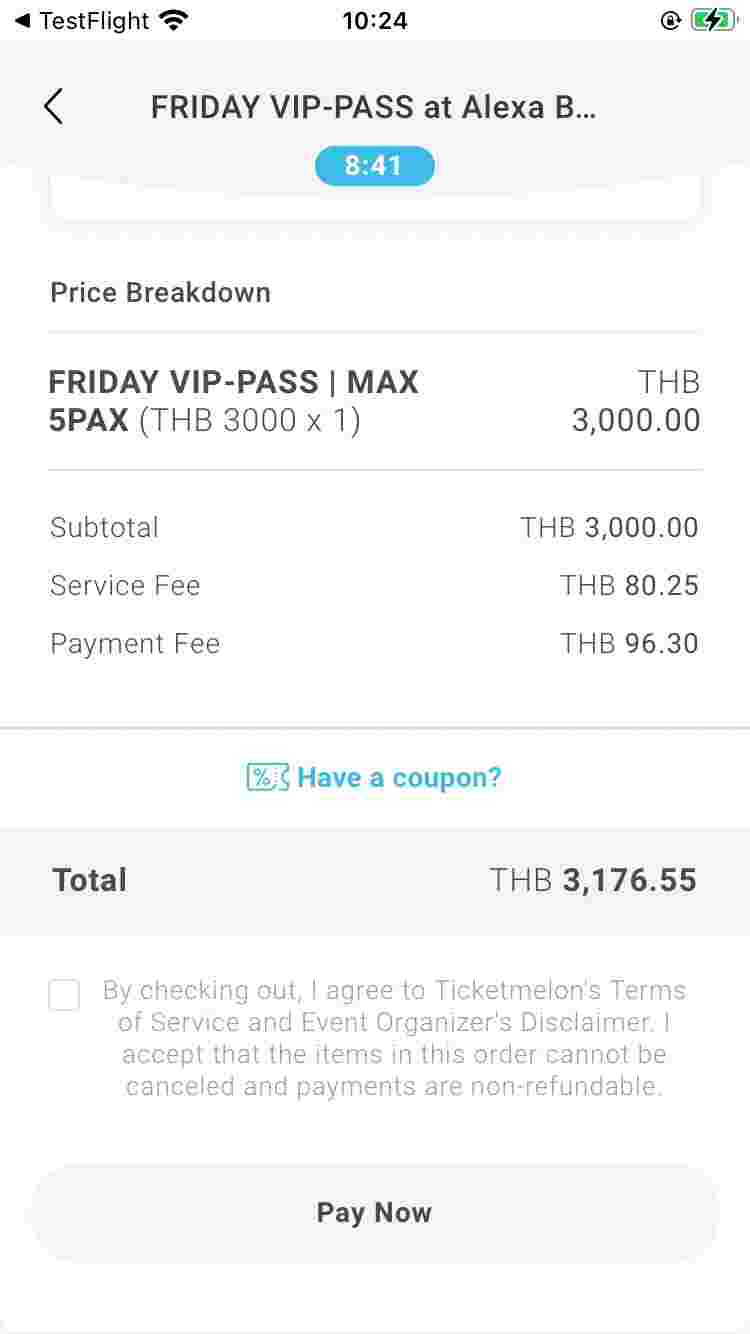 TestFlight 10:24
FRIDAY VIP-PASS at Alexa B...
8:41
Price Breakdown
FRIDAY VIP-PASS | MAX THB
5PAX (THB 3000 x 1) 3,000.00
Subtotal THB 3,000.00
Service Fee THB 80.25
Payment Fee THB 96.30
% Have a coupon?
Total THB 3,176.55
By checking out, I agree to Ticketmelon's Terms
of Service and Event Organizer's Disclaimer. I
accept that the items in this order cannot be
canceled and payments are non-refundable.
Pay Now